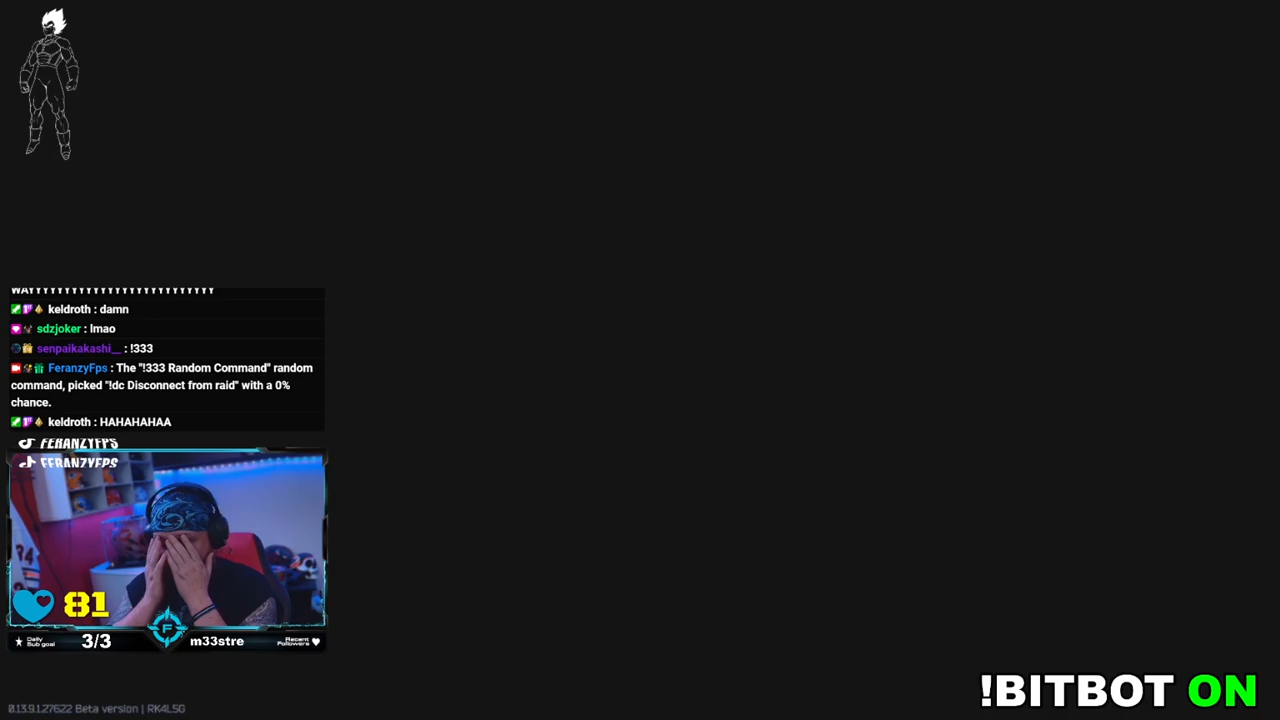 WAYYYYYYYYYYYYYYYYYYYYYYYYYY
keldroth : damn
sdzjoker : lmao
senpaikakashi__ : !333
FeranzyFps : The "!333 Random Command" random
command, picked "!dc Disconnect from raid" with a 0%
chance.
keldroth : HAHAHAHAA
FERANZYFPS
FERANZYFPS
81
Daily
Sub goal
3/3
F
m33stre
Recent
Followers
0.13.9.1.27622 Beta version | RK4L5G
!BITBOT ON